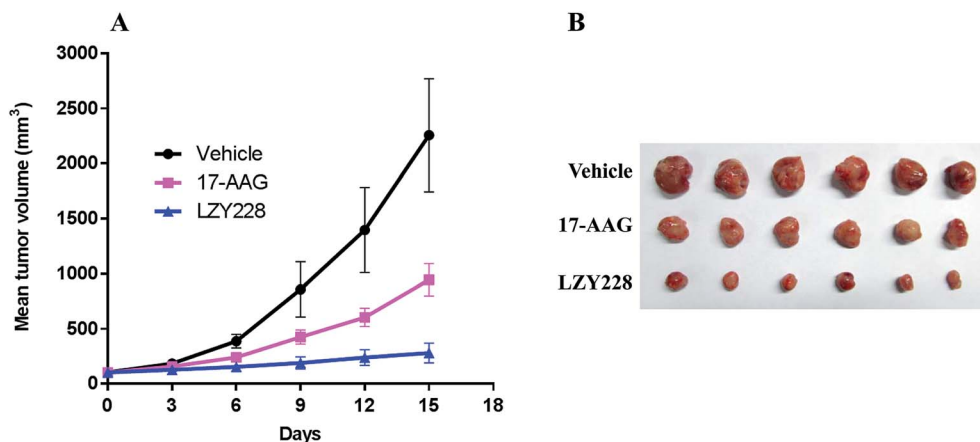 A
Mean tumor volume (mm³)
3000
2500
2000
1500
1000
500
0
Vehicle
17-AAG
LZY228
0 3 6 9 12 15 18
Days
B
Vehicle
17-AAG
LZY228